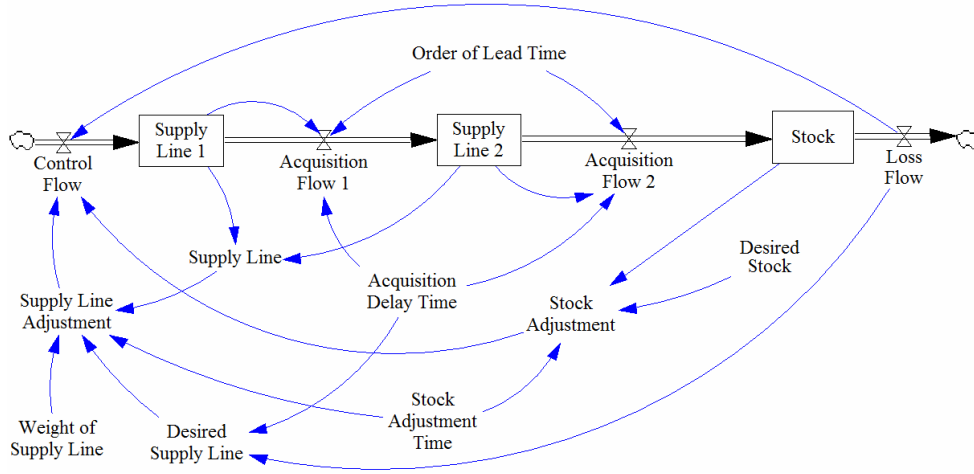 Order of Lead Time
Supply
Line 1
Supply
Line 2
Stock
Control
Flow
Acquisition
Flow 1
Acquisition
Flow 2
Loss
Flow
Supply Line
Acquisition
Delay Time
Desired
Stock
Supply Line
Adjustment
Stock
Adjustment
Weight of
Supply Line
Desired
Supply Line
Stock
Adjustment
Time